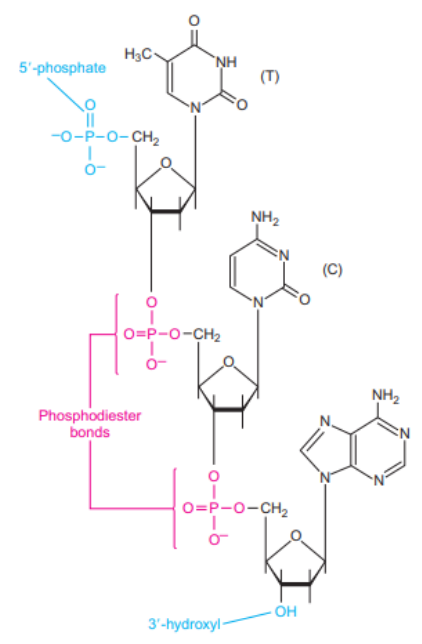 O
H₃C
NH
5′-phosphate
(T)
O
N
O
⁻O–P–O–CH₂
O⁻
O
NH₂
N
(C)
O
N
O
O=P–O–CH₂
O⁻
O
NH₂
Phosphodiester
bonds
N
N
O
N
N
O=P–O–CH₂
O⁻
O
OH
3′-hydroxyl